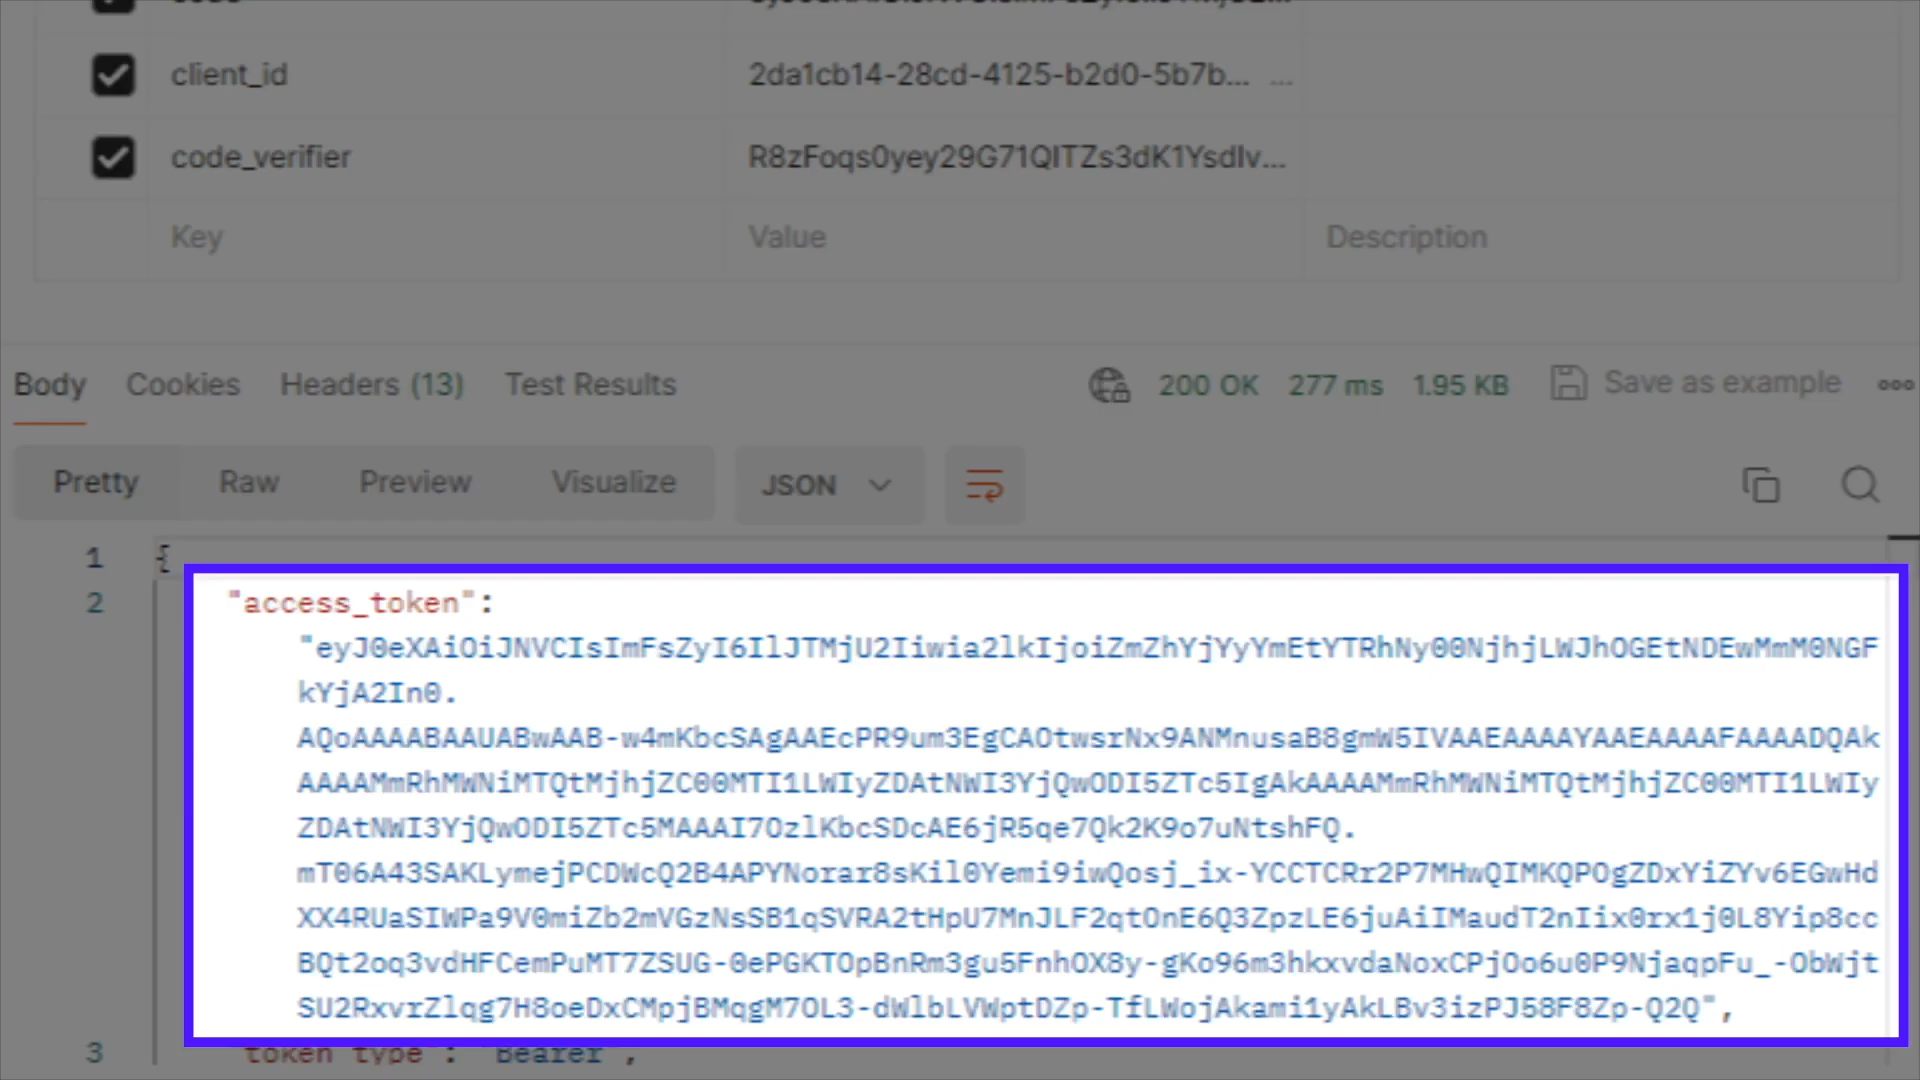 client_id 2da1cb14-28cd-4125-b2d0-5b7b... ...
code_verifier R8zFoqs0yey29G71QITZs3dK1Ysdlv...
Key Value Description
Body Cookies Headers (13) Test Results 200 OK 277 ms 1.95 KB Save as example
Pretty Raw Preview Visualize JSON
1 {
2 "access_token":
"eyJ0eXAiOiJNVCIsImFsZyI6IlJTMjU2Iiwia2lkIjoiZmZhYjYyYmEtYTRhNy00NjhjLWJhOGEtNDEwMmM0NGF
kYjA2In0.
AQoAAAABAAUABwAAB-w4mKbcSAgAAEcPR9um3EgCAOtwsrNx9ANMnusaB8gmW5IVAAEAAAAYAAEAAAAFAAAADQAk
AAAAMmRhMWNiMTQtMjhjZC00MTI1LWIyZDAtNWI3YjQwODI5ZTc5IgAkAAAAMmRhMWNiMTQtMjhjZC00MTI1LWIy
ZDAtNWI3YjQwODI5ZTc5MAAAI7OzlKbcSDcAE6jR5qe7Qk2K9o7uNtshFQ.
mT06A43SAKLymejPCDWcQ2B4APYNorar8sKil0Yemi9iwQosj_ix-YCCTCRr2P7MHwQIMKQPOgZDxYiZYv6EGwHd
XX4RUaSIWPa9V0miZb2mVGzNsSB1qSVRA2tHpU7MnJLF2qtOnE6Q3ZpzLE6juAiIMaudT2nIix0rx1j0L8Yip8cc
BQt2oq3vdHFCemPuMT7ZSUG-0ePGKTOpBnRm3gu5FnhOX8y-gKo96m3hkxvdaNoxCPjOo6u0P9NjaqpFu_-ObWjt
SU2RxvrZlqg7H8oeDxCMpjBMqgM7OL3-dWlbLVWptDZp-TfLWojAkami1yAkLBv3izPJ58F8Zp-Q2Q",
3 "token_type": "Bearer",